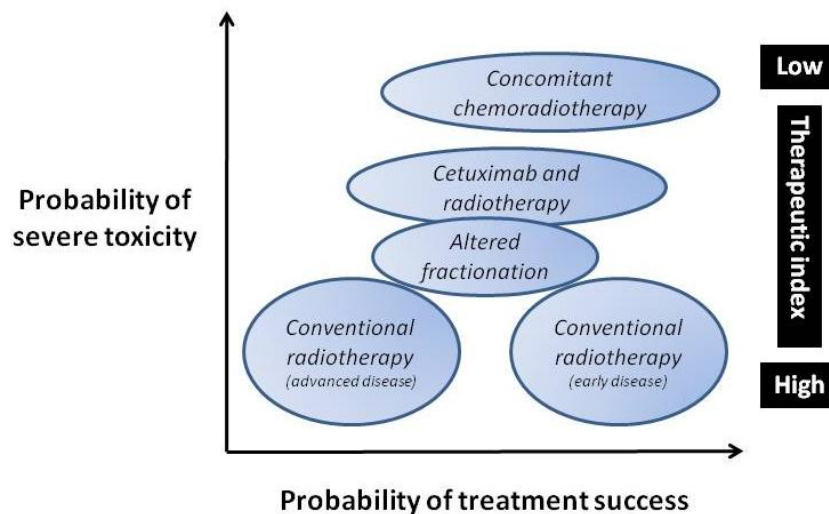 Concomitant
chemoradiotherapy
Cetuximab and
radiotherapy
Altered
fractionation
Conventional
radiotherapy
(advanced disease)
Conventional
radiotherapy
(early disease)
Probability of
severe toxicity
Probability of treatment success
Low
Therapeutic index
High